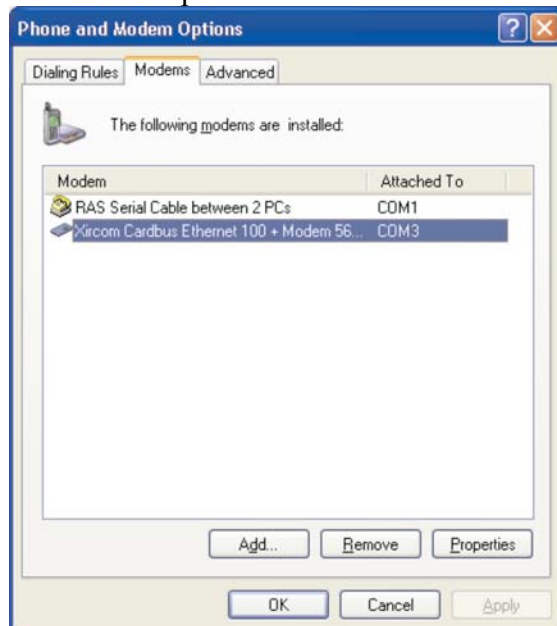 Phone and Modem Options
Dialing Rules Modems Advanced
The following modems are installed:
Modem Attached To
RAS Serial Cable between 2 PCs COM1
Xircom Cardbus Ethernet 100 + Modem 56... COM3
Add... Remove Properties
OK Cancel Apply